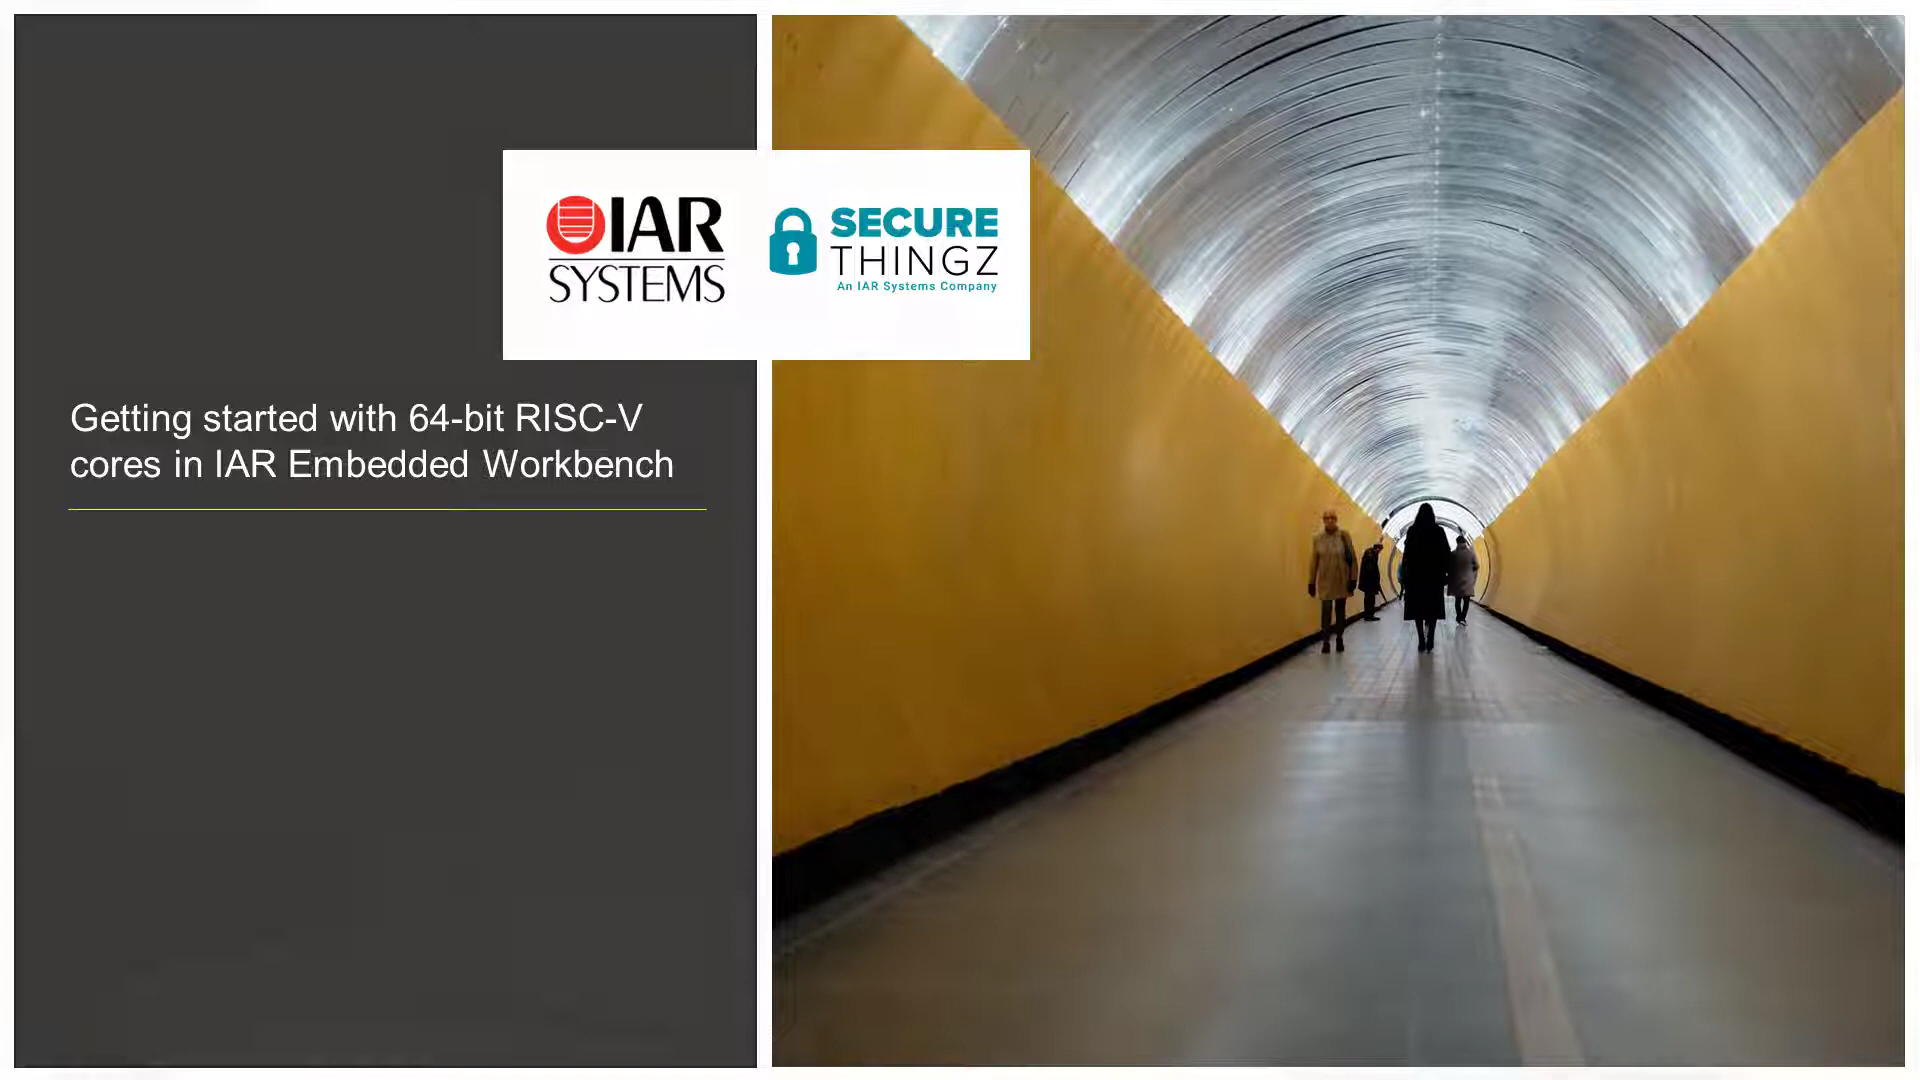 IAR
SYSTEMS
SECURE
THINGZ
An IAR Systems Company
Getting started with 64-bit RISC-V
cores in IAR Embedded Workbench